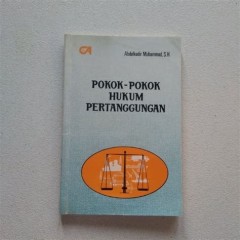 Abdulkadir Muhammad, S.H.
POKOK-POKOK
HUKUM
PERTANGGUNGAN